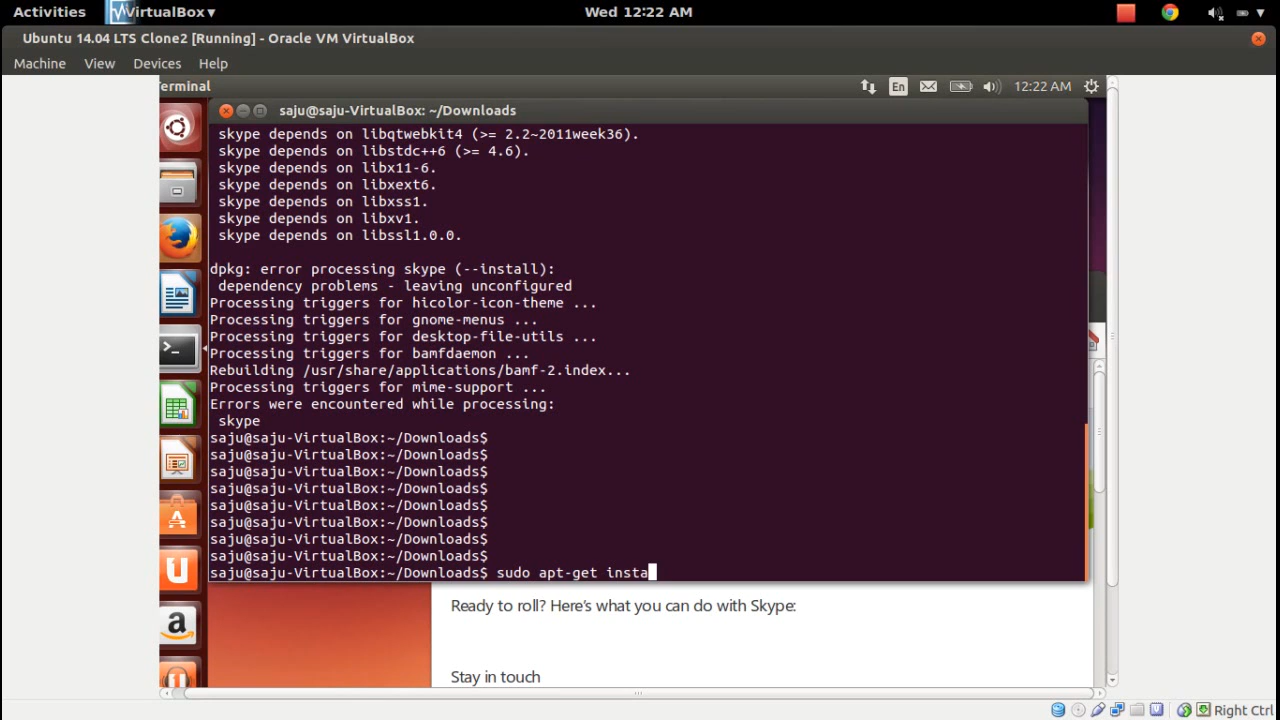 Activities
VirtualBox ▾
Wed 12:22 AM
Ubuntu 14.04 LTS Clone2 [Running] - Oracle VM VirtualBox
Machine View Devices Help
erminal
En
12:22 AM
saju@saju-VirtualBox: ~/Downloads
skype depends on libqtwebkit4 (>= 2.2~2011week36).
skype depends on libstdc++6 (>= 4.6).
skype depends on libx11-6.
skype depends on libxext6.
skype depends on libxss1.
skype depends on libxv1.
skype depends on libssl1.0.0.
dpkg: error processing skype (--install):
dependency problems - leaving unconfigured
Processing triggers for hicolor-icon-theme ...
Processing triggers for gnome-menus ...
Processing triggers for desktop-file-utils ...
Processing triggers for bamfdaemon ...
Rebuilding /usr/share/applications/bamf-2.index...
Processing triggers for mime-support ...
Errors were encountered while processing:
skype
saju@saju-VirtualBox:~/Downloads$
saju@saju-VirtualBox:~/Downloads$
saju@saju-VirtualBox:~/Downloads$
saju@saju-VirtualBox:~/Downloads$
saju@saju-VirtualBox:~/Downloads$
saju@saju-VirtualBox:~/Downloads$
saju@saju-VirtualBox:~/Downloads$
saju@saju-VirtualBox:~/Downloads$
saju@saju-VirtualBox:~/Downloads$ sudo apt-get insta
Ready to roll? Here's what you can do with Skype:
Stay in touch
Right Ctrl